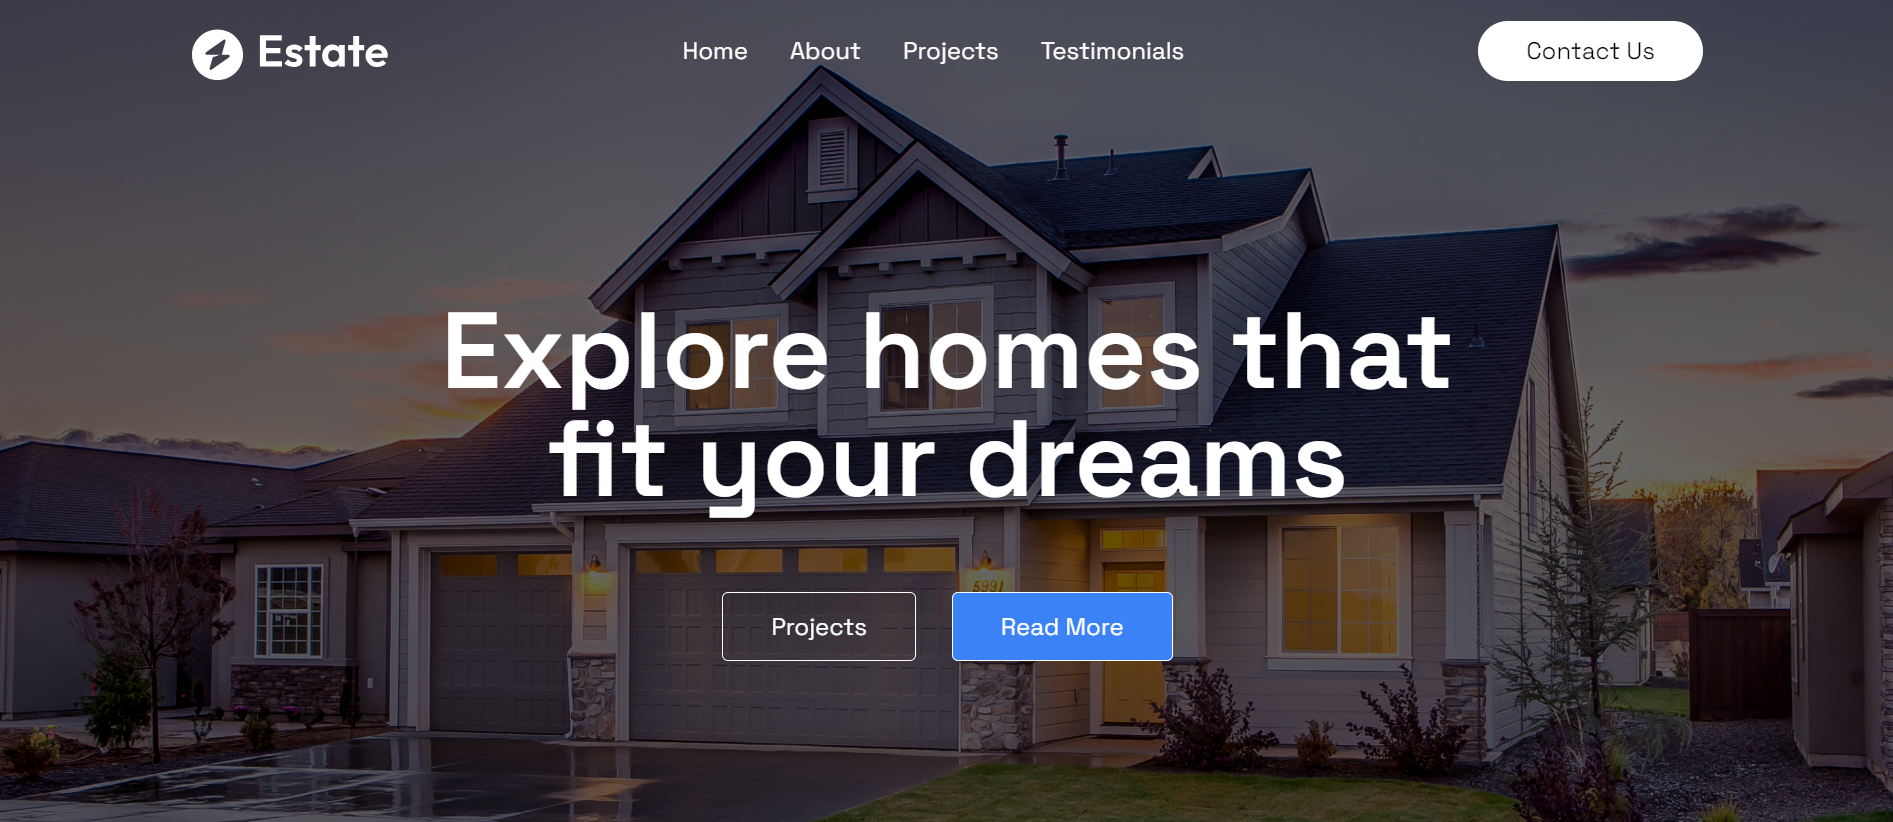 Estate
Home About Projects Testimonials
Contact Us
Explore homes that
fit your dreams
5991
Projects Read More